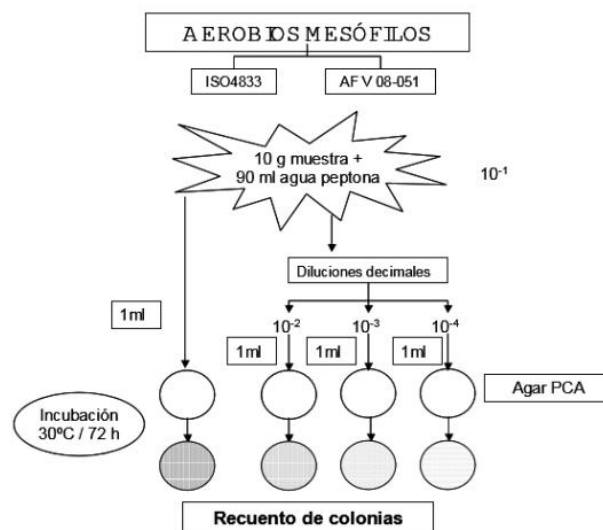 AEROBIOS MESÓFILOS
ISO4833
AF V 08-051
10 g muestra +
90 ml agua peptona
10⁻¹
Diluciones decimales
1ml
10⁻²
10⁻³
10⁻⁴
1ml
1ml
1ml
Agar PCA
Incubación
30ºC / 72 h
Recuento de colonias